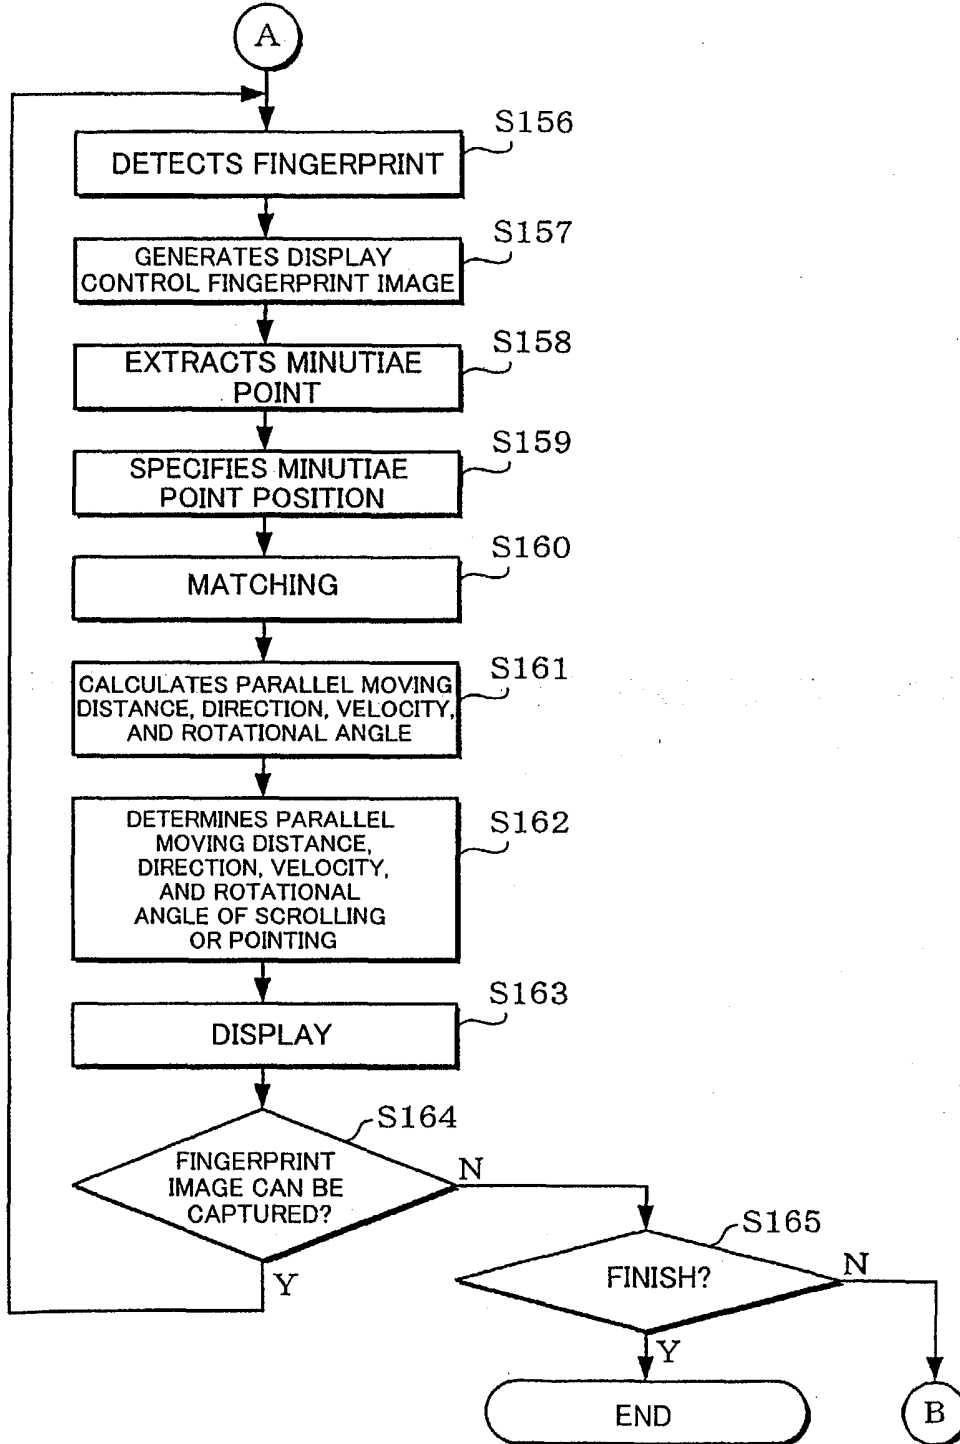 A
S156
DETECTS FINGERPRINT
S157
GENERATES DISPLAY
CONTROL FINGERPRINT IMAGE
S158
EXTRACTS MINUTIAE
POINT
S159
SPECIFIES MINUTIAE
POINT POSITION
S160
MATCHING
S161
CALCULATES PARALLEL MOVING
DISTANCE, DIRECTION, VELOCITY,
AND ROTATIONAL ANGLE
S162
DETERMINES PARALLEL
MOVING DISTANCE,
DIRECTION, VELOCITY,
AND ROTATIONAL
ANGLE OF SCROLLING
OR POINTING
S163
DISPLAY
S164
FINGERPRINT
IMAGE CAN BE
CAPTURED?
N
Y
S165
FINISH?
N
Y
END
B